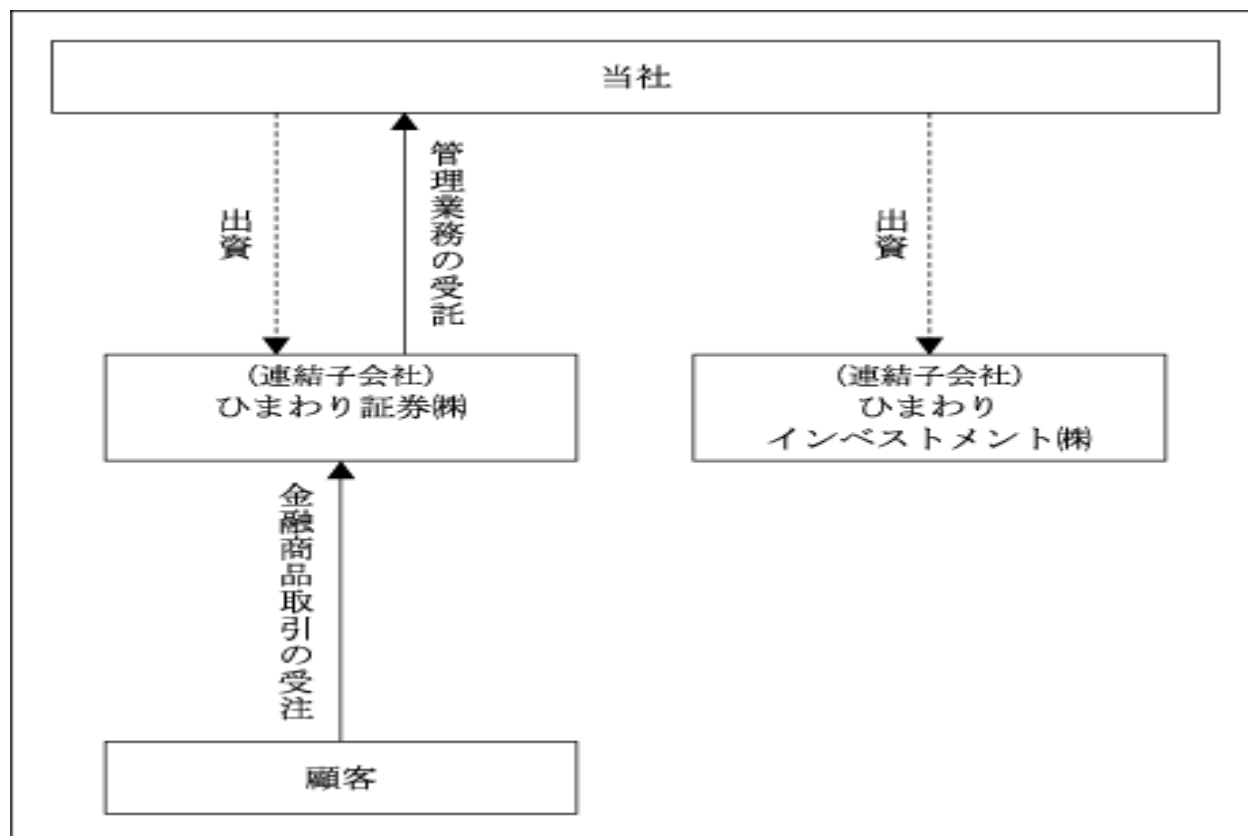 当社
出資
管理業務の受託
出資
(連結子会社)
ひまわり証券㈱
(連結子会社)
ひまわり
インベストメント㈱
金融商品取引の受注
顧客